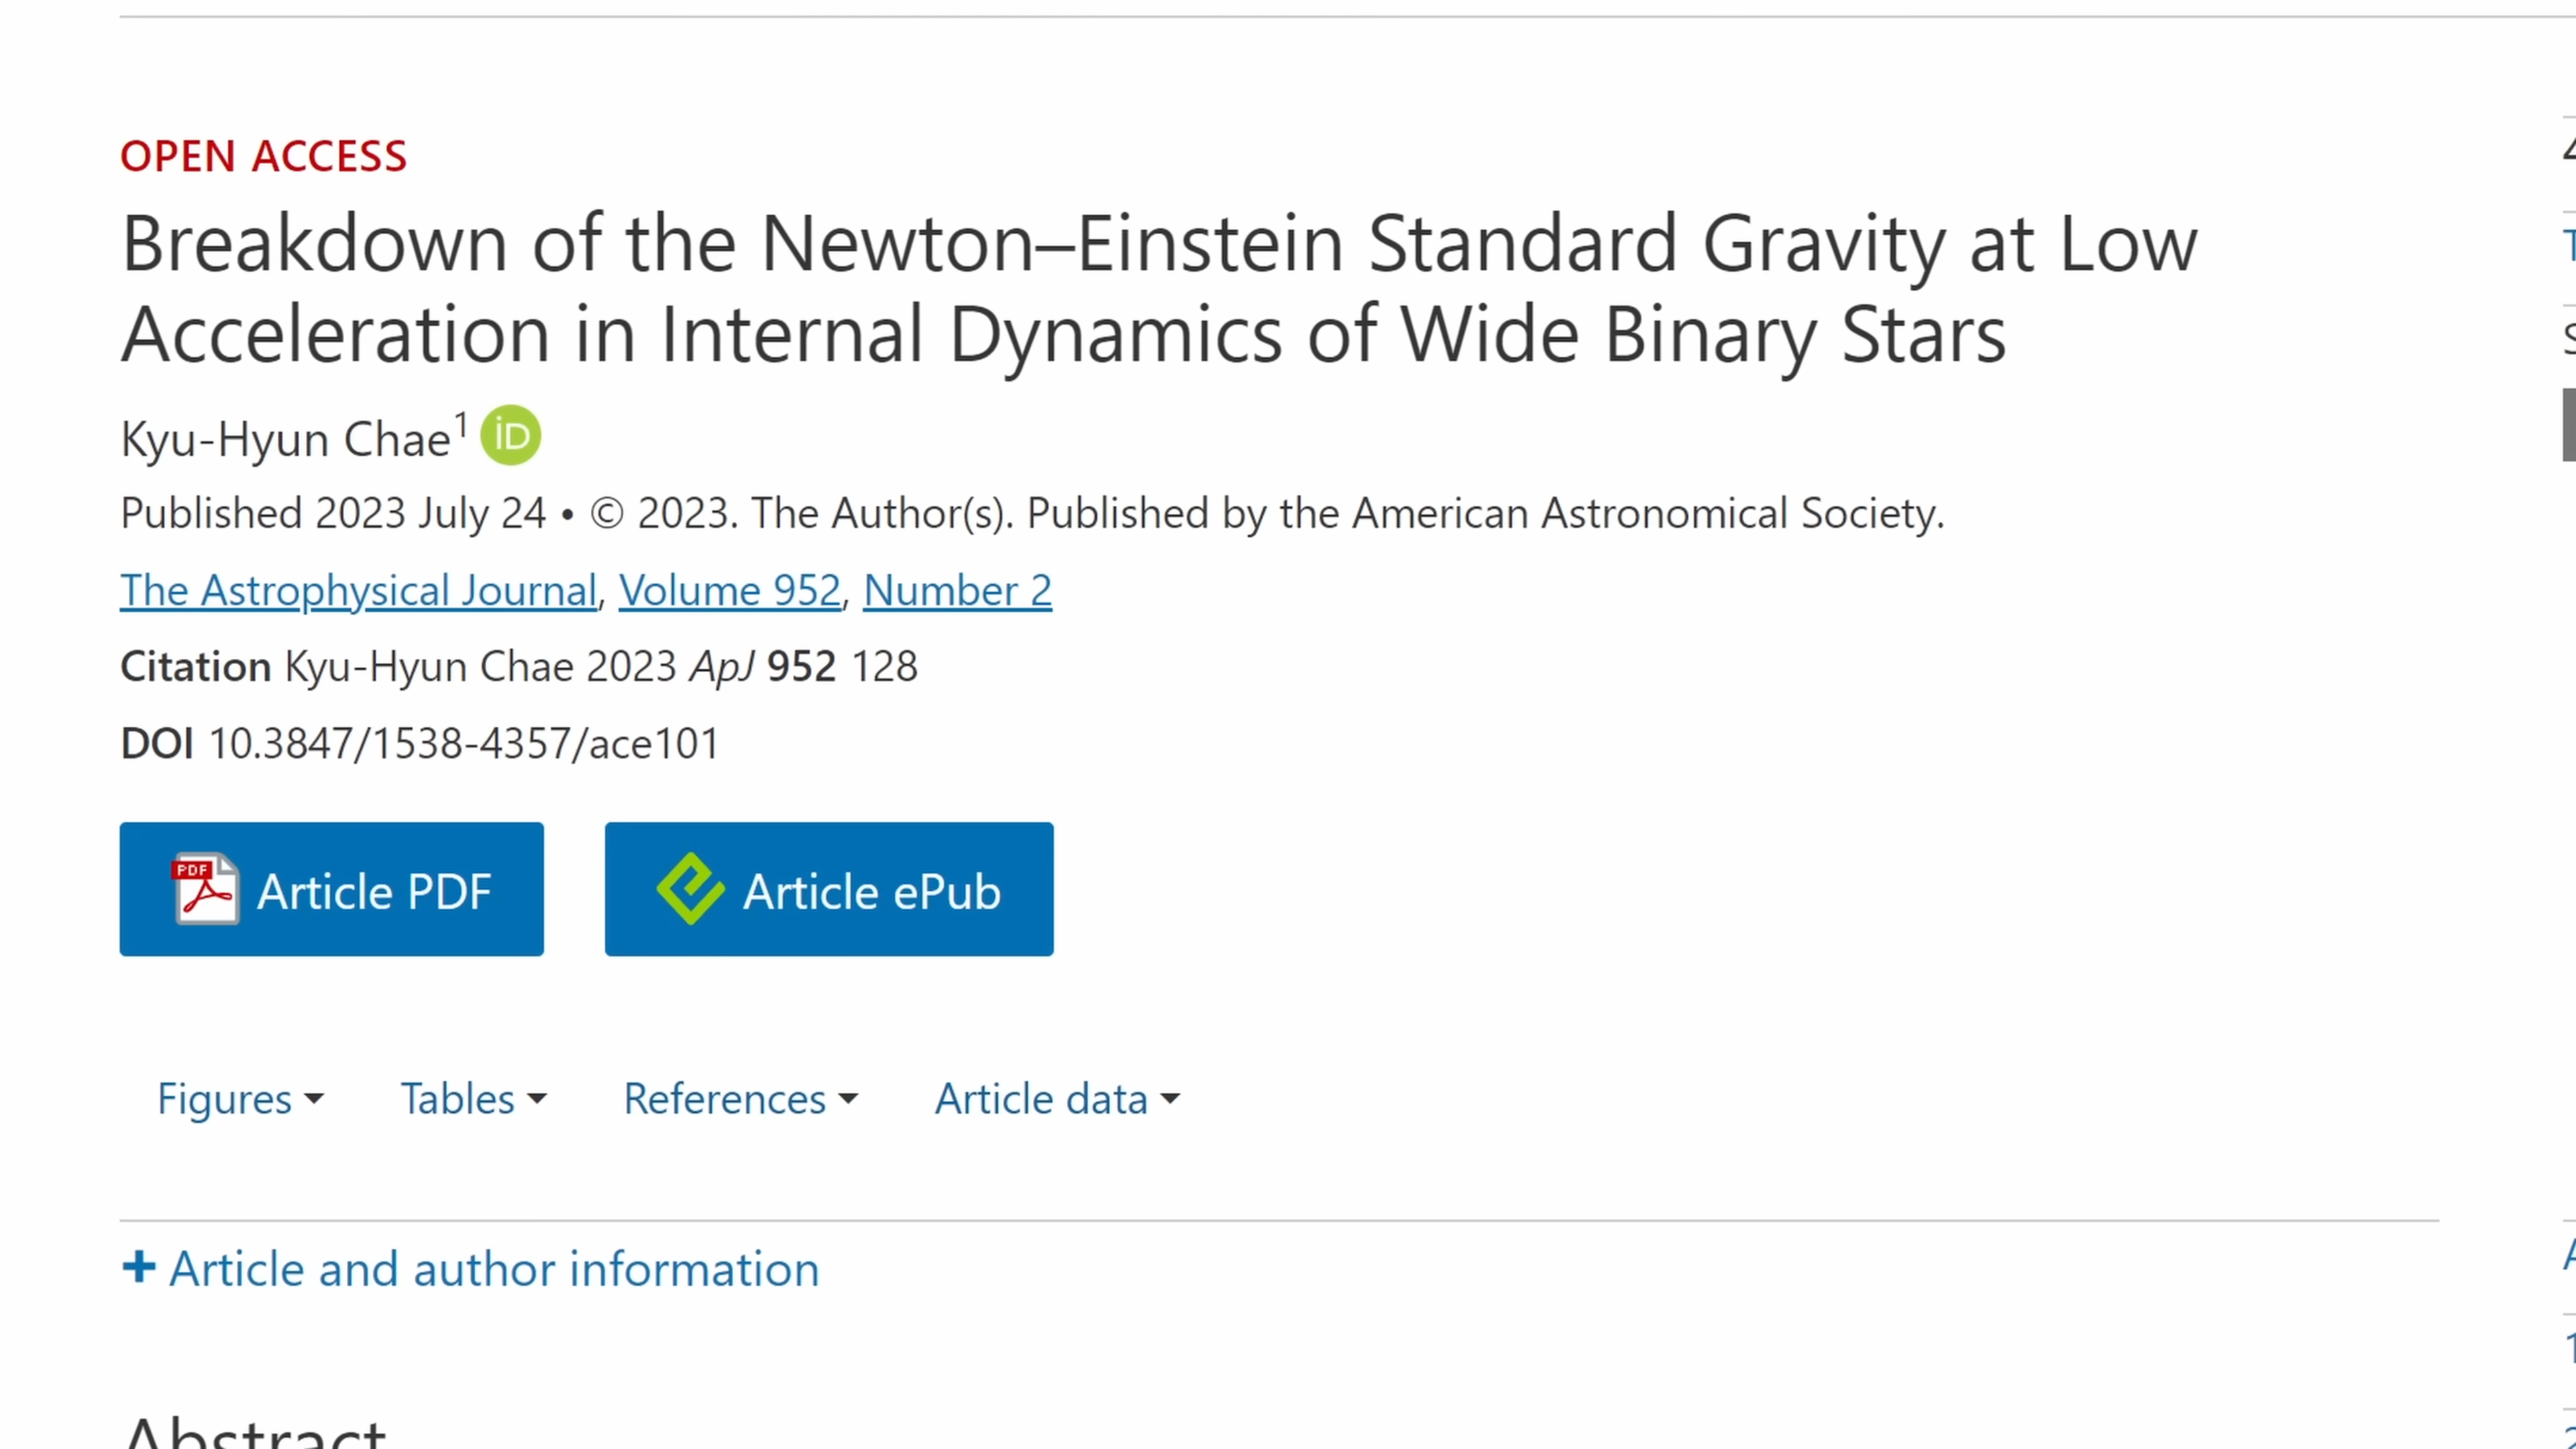 OPEN ACCESS
Breakdown of the Newton–Einstein Standard Gravity at Low
Acceleration in Internal Dynamics of Wide Binary Stars
Kyu-Hyun Chae1 iD
Published 2023 July 24 • © 2023. The Author(s). Published by the American Astronomical Society.
The Astrophysical Journal, Volume 952, Number 2
Citation Kyu-Hyun Chae 2023 ApJ 952 128
DOI 10.3847/1538-4357/ace101
PDF Article PDF
Article ePub
Figures Tables References Article data
+ Article and author information
Abstract